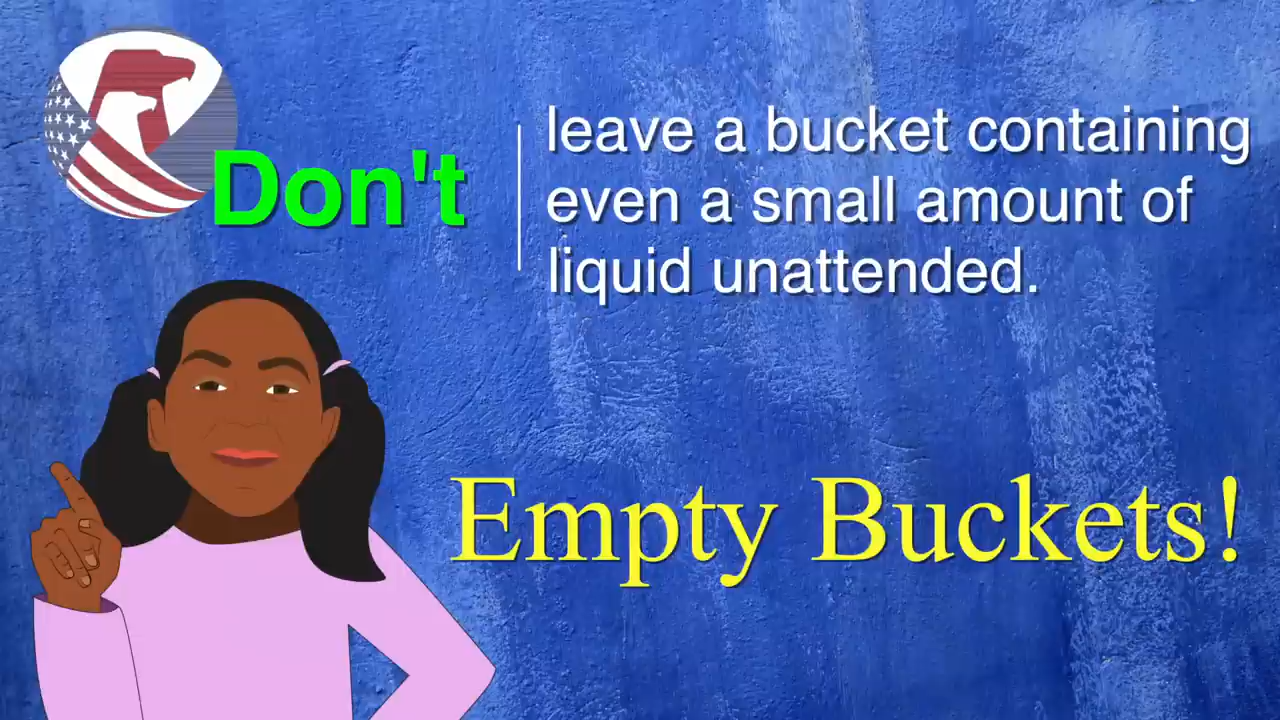 Don't
leave a bucket containing
even a small amount of
liquid unattended.
Empty Buckets!